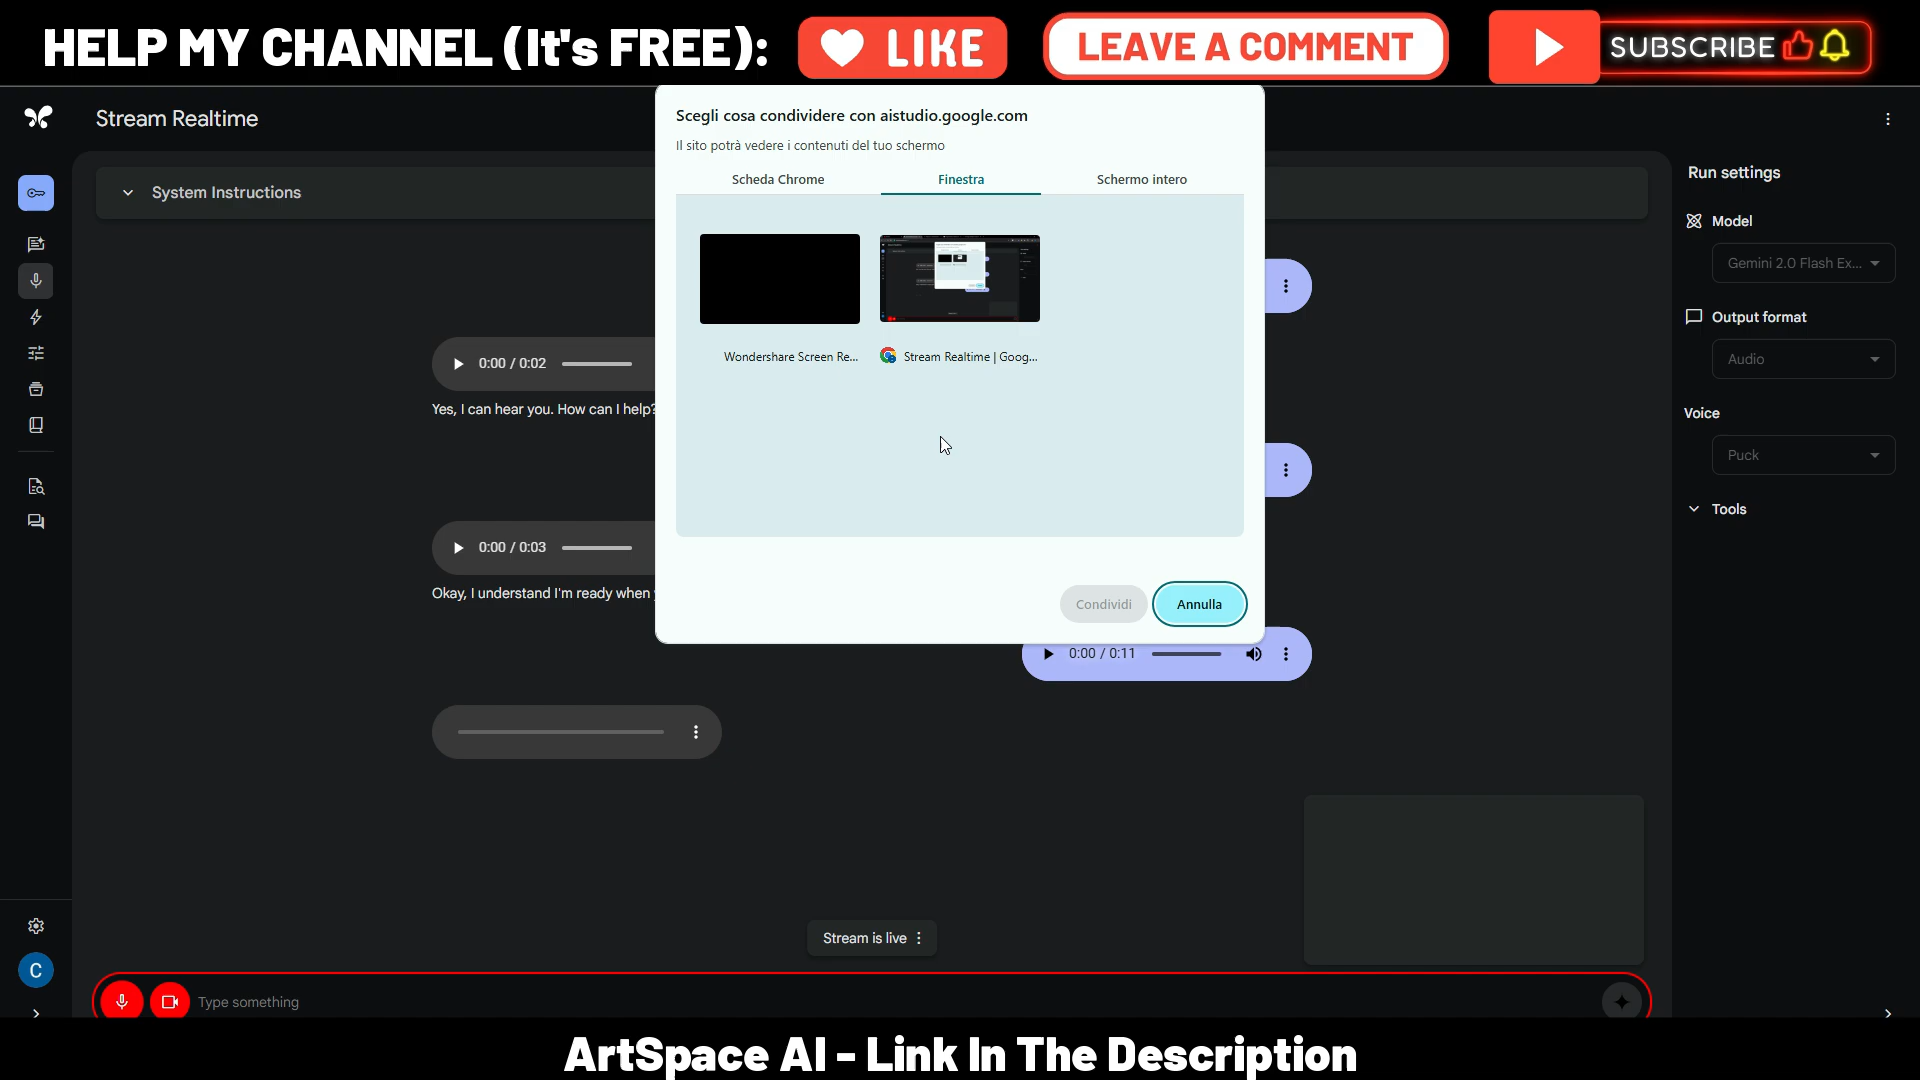 HELP MY CHANNEL (It's FREE):
LIKE
LEAVE A COMMENT
SUBSCRIBE
Stream Realtime
System Instructions
Scegli cosa condividere con aistudio.google.com
Il sito potrà vedere i contenuti del tuo schermo
Scheda Chrome
Finestra
Schermo intero
Wondershare Screen Re...
Stream Realtime | Goog...
Condividi
Annulla
0:00 / 0:02
Yes, I can hear you. How can I help?
0:00 / 0:03
Okay, I understand I'm ready when
0:00 / 0:11
Stream is live
Type something
C
Run settings
Model
Gemini 2.0 Flash Ex...
Output format
Audio
Voice
Puck
Tools
ArtSpace AI - Link In The Description